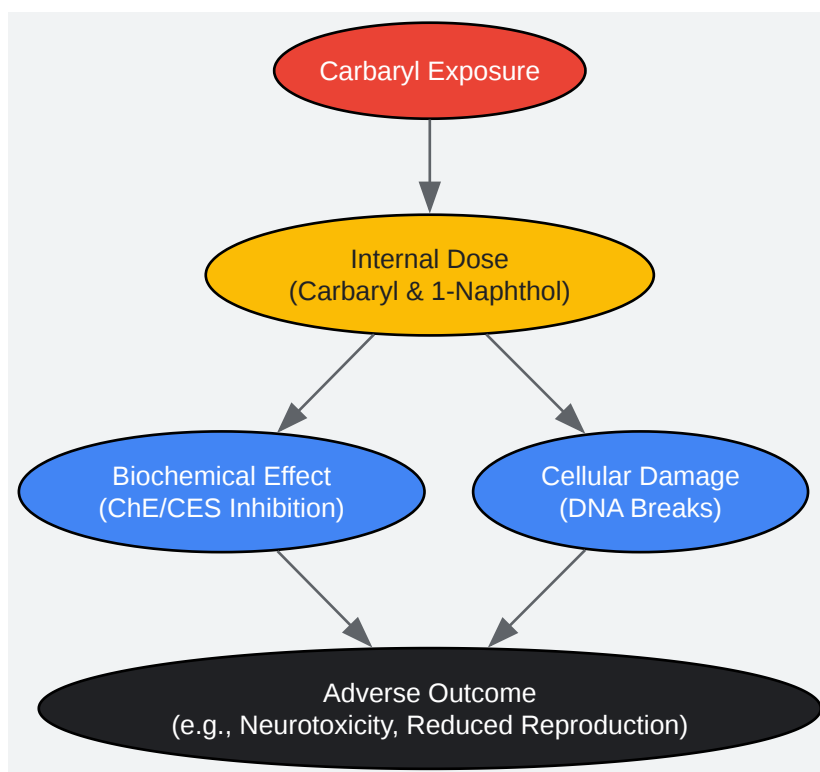 Carbaryl Exposure
Internal Dose
(Carbaryl & 1-Naphthol)
Biochemical Effect
(ChE/CES Inhibition)
Cellular Damage
(DNA Breaks)
Adverse Outcome
(e.g., Neurotoxicity, Reduced Reproduction)